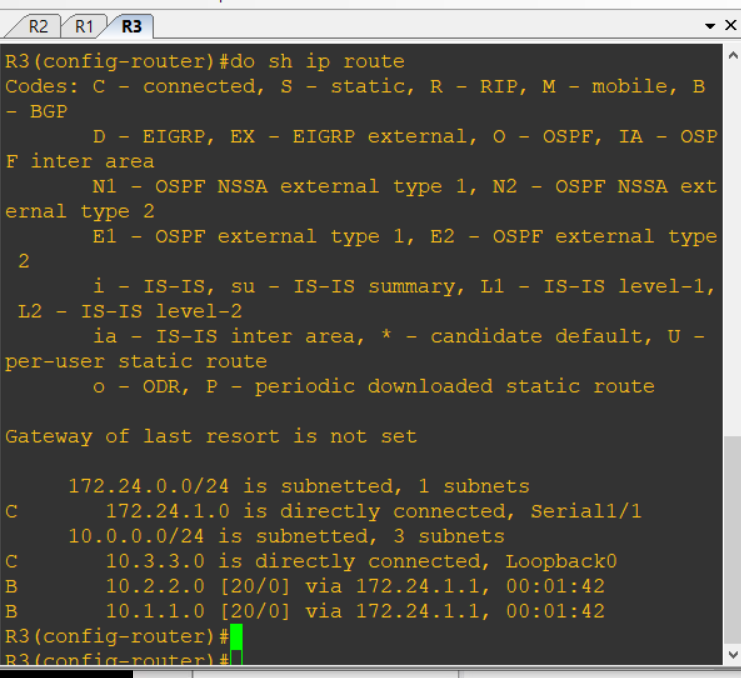 R2 R1 R3
R3(config-router)#do sh ip route
Codes: C - connected, S - static, R - RIP, M - mobile, B
- BGP
       D - EIGRP, EX - EIGRP external, O - OSPF, IA - OSP
F inter area
       N1 - OSPF NSSA external type 1, N2 - OSPF NSSA ext
ernal type 2
       E1 - OSPF external type 1, E2 - OSPF external type
 2
       i - IS-IS, su - IS-IS summary, L1 - IS-IS level-1,
 L2 - IS-IS level-2
       ia - IS-IS inter area, * - candidate default, U -
per-user static route
       o - ODR, P - periodic downloaded static route
Gateway of last resort is not set
     172.24.0.0/24 is subnetted, 1 subnets
C       172.24.1.0 is directly connected, Serial1/1
     10.0.0.0/24 is subnetted, 3 subnets
C       10.3.3.0 is directly connected, Loopback0
B       10.2.2.0 [20/0] via 172.24.1.1, 00:01:42
B       10.1.1.0 [20/0] via 172.24.1.1, 00:01:42
R3(config-router)#
R3(config-router)#